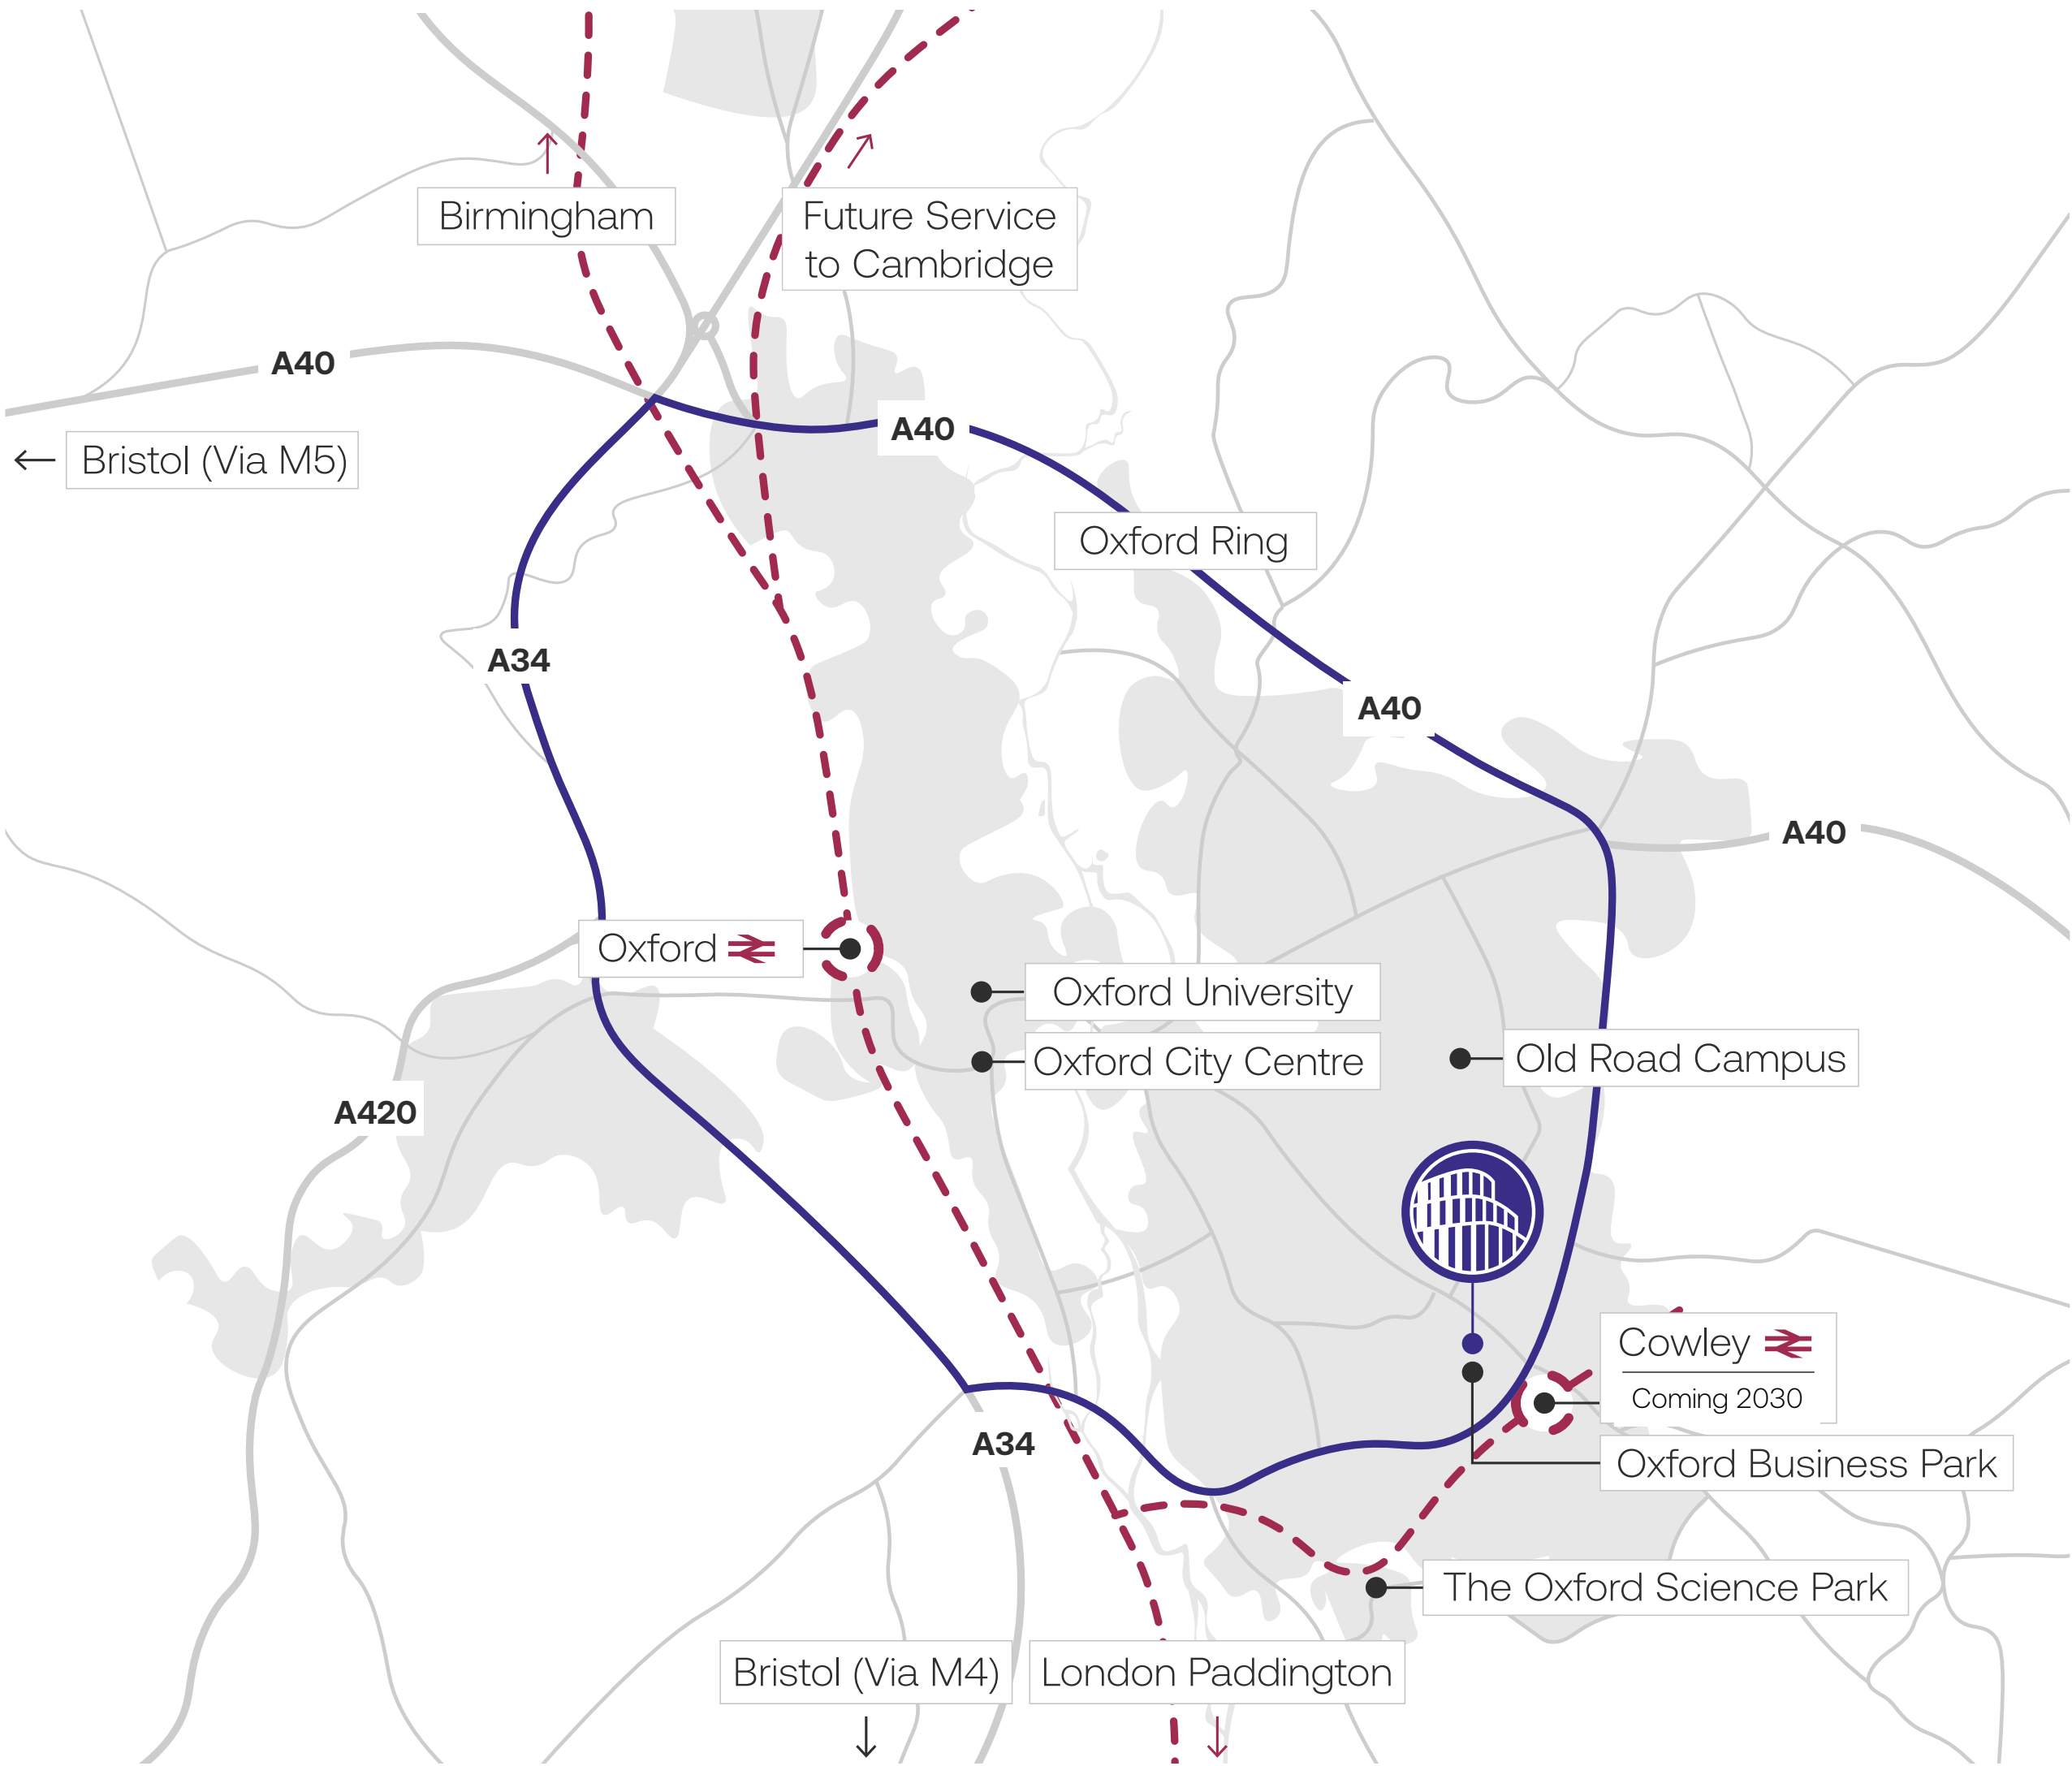 Birmingham
Future Service
to Cambridge
A40
A40
Bristol (Via M5)
Oxford Ring
A34
A40
A40
Oxford
Oxford University
Oxford City Centre
Old Road Campus
A420
Cowley
Coming 2030
A34
Oxford Business Park
The Oxford Science Park
Bristol (Via M4)
London Paddington